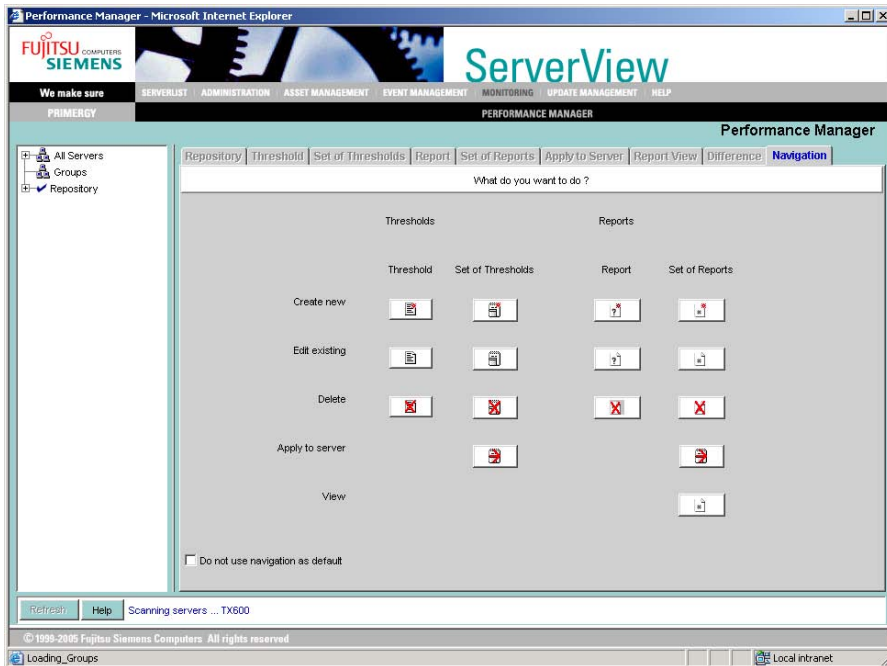 Performance Manager - Microsoft Internet Explorer
FUJITSU COMPUTERS
SIEMENS
ServerView
We make sure
SERVERLIST ADMINISTRATION ASSET MANAGEMENT EVENT MANAGEMENT MONITORING UPDATE MANAGEMENT HELP
PRIMERGY PERFORMANCE MANAGER
Performance Manager
All Servers
Groups
Repository
Repository Threshold Set of Thresholds Report Set of Reports Apply to Server Report View Difference Navigation
What do you want to do ?
Thresholds Reports
Threshold Set of Thresholds Report Set of Reports
Create new
Edit existing
Delete
Apply to server
View
Do not use navigation as default
Refresh Help Scanning servers ... TX600
© 1999-2005 Fujitsu Siemens Computers All rights reserved
Loading_Groups Local intranet